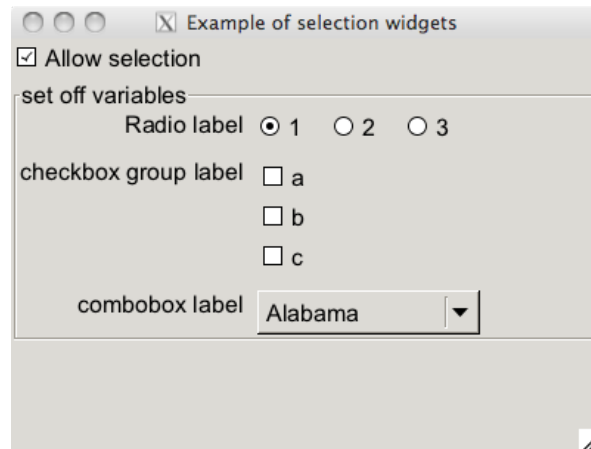 Example of selection widgets
Allow selection
set off variables
Radio label 1 2 3
checkbox group label a
b
c
combobox label Alabama